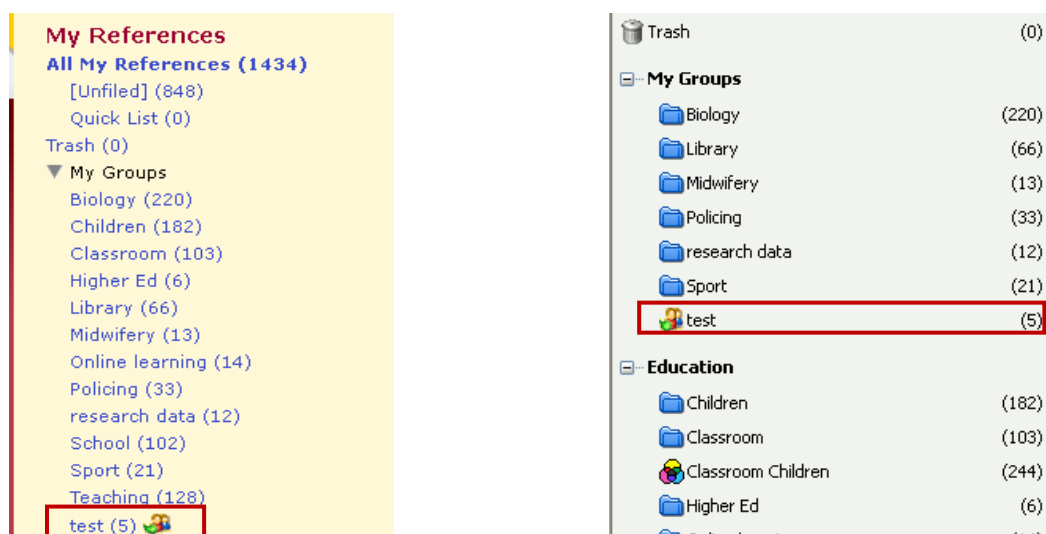 My References
All My References (1434)
[Unfiled] (848)
Quick List (0)
Trash (0)
My Groups
Biology (220)
Children (182)
Classroom (103)
Higher Ed (6)
Library (66)
Midwifery (13)
Online learning (14)
Policing (33)
research data (12)
School (102)
Sport (21)
Teaching (128)
test (5)
Trash (0)
My Groups
Biology (220)
Library (66)
Midwifery (13)
Policing (33)
research data (12)
Sport (21)
test (5)
Education
Children (182)
Classroom (103)
Classroom Children (244)
Higher Ed (6)